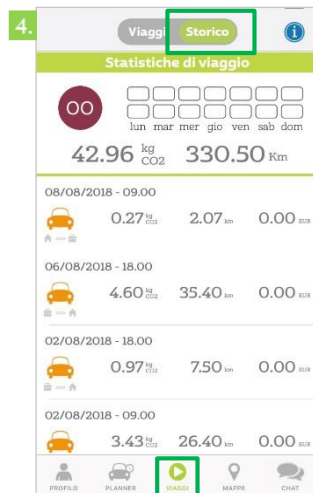 4.
Viaggi Storico
i
Statistiche di viaggio
00
lun mar mer gio ven sab dom
42.96 kg CO2 330.50 Km
08/08/2018 - 09.00
0.27 kg CO2 2.07 km 0.00 EUR
06/08/2018 - 18.00
4.60 kg CO2 35.40 km 0.00 EUR
02/08/2018 - 18.00
0.97 kg CO2 7.50 km 0.00 EUR
02/08/2018 - 09.00
3.43 kg CO2 26.40 km 0.00 EUR
PROFILO PLANNER VIAGGI MAPPE CHAT